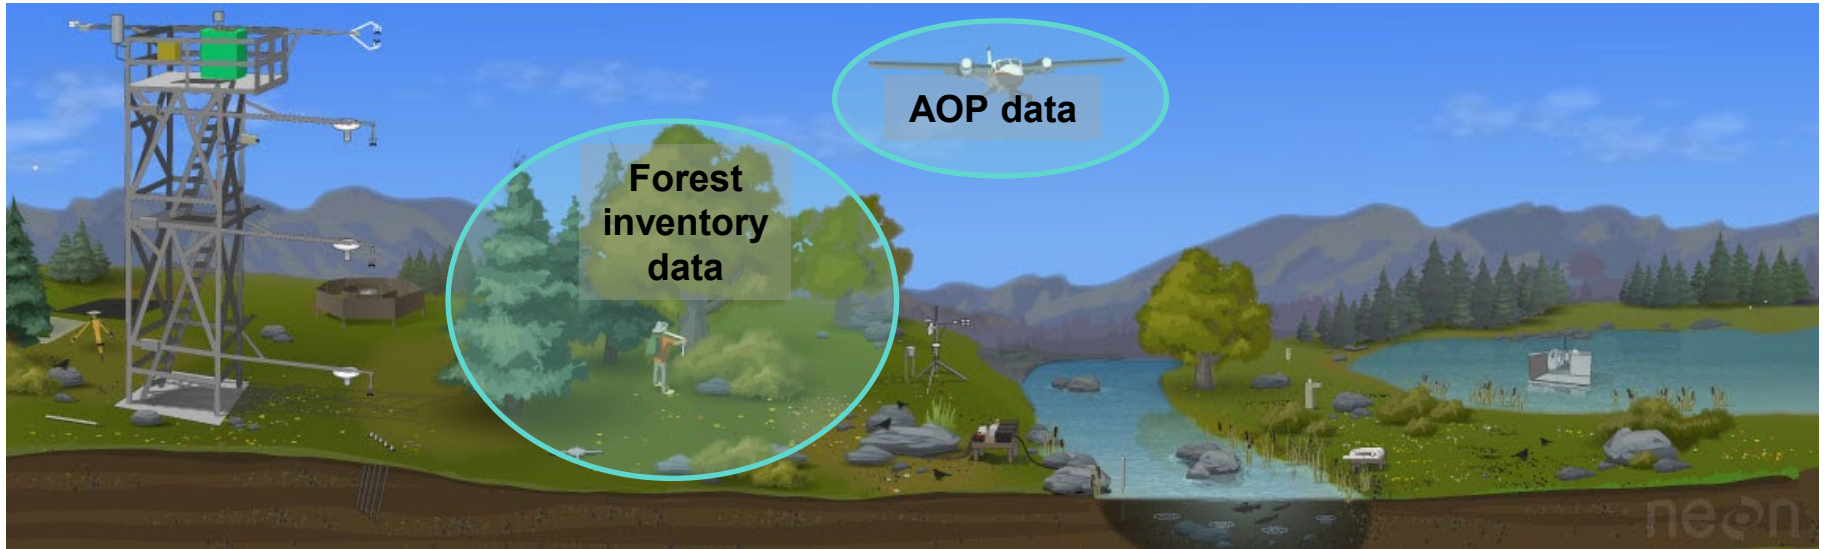 AOP data
Forest
inventory
data
neon